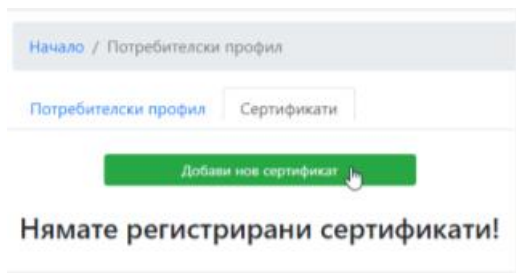 Начало / Потребителски профил
Потребителски профил Сертификати
Добави нов сертификат
Нямате регистрирани сертификати!